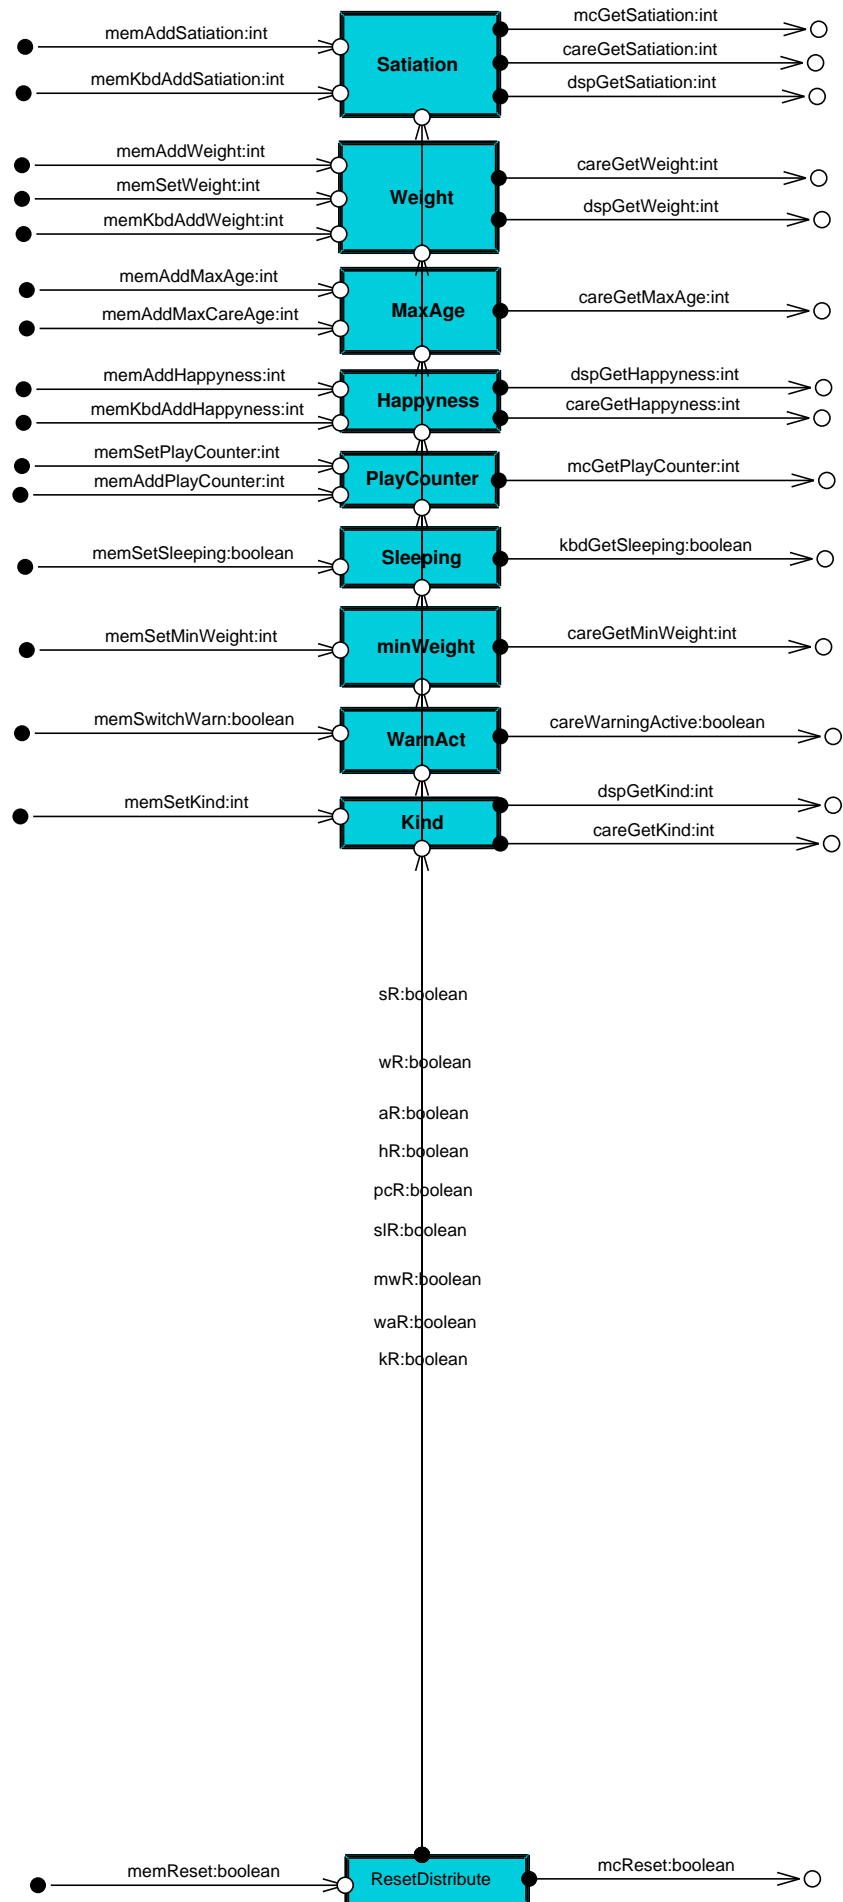 memAddSatiation:int
memKbdAddSatiation:int
Satiation
mcGetSatiation:int
careGetSatiation:int
dspGetSatiation:int
memAddWeight:int
memSetWeight:int
memKbdAddWeight:int
Weight
careGetWeight:int
dspGetWeight:int
memAddMaxAge:int
memAddMaxCareAge:int
MaxAge
careGetMaxAge:int
memAddHappyness:int
memKbdAddHappyness:int
Happyness
dspGetHappyness:int
careGetHappyness:int
memSetPlayCounter:int
memAddPlayCounter:int
PlayCounter
mcGetPlayCounter:int
memSetSleeping:boolean
Sleeping
kbdGetSleeping:boolean
memSetMinWeight:int
minWeight
careGetMinWeight:int
memSwitchWarn:boolean
WarnAct
careWarningActive:boolean
memSetKind:int
Kind
dspGetKind:int
careGetKind:int
sR:boolean
wR:boolean
aR:boolean
hR:boolean
pcR:boolean
slR:boolean
mwR:boolean
waR:boolean
kR:boolean
memReset:boolean
ResetDistribute
mcReset:boolean